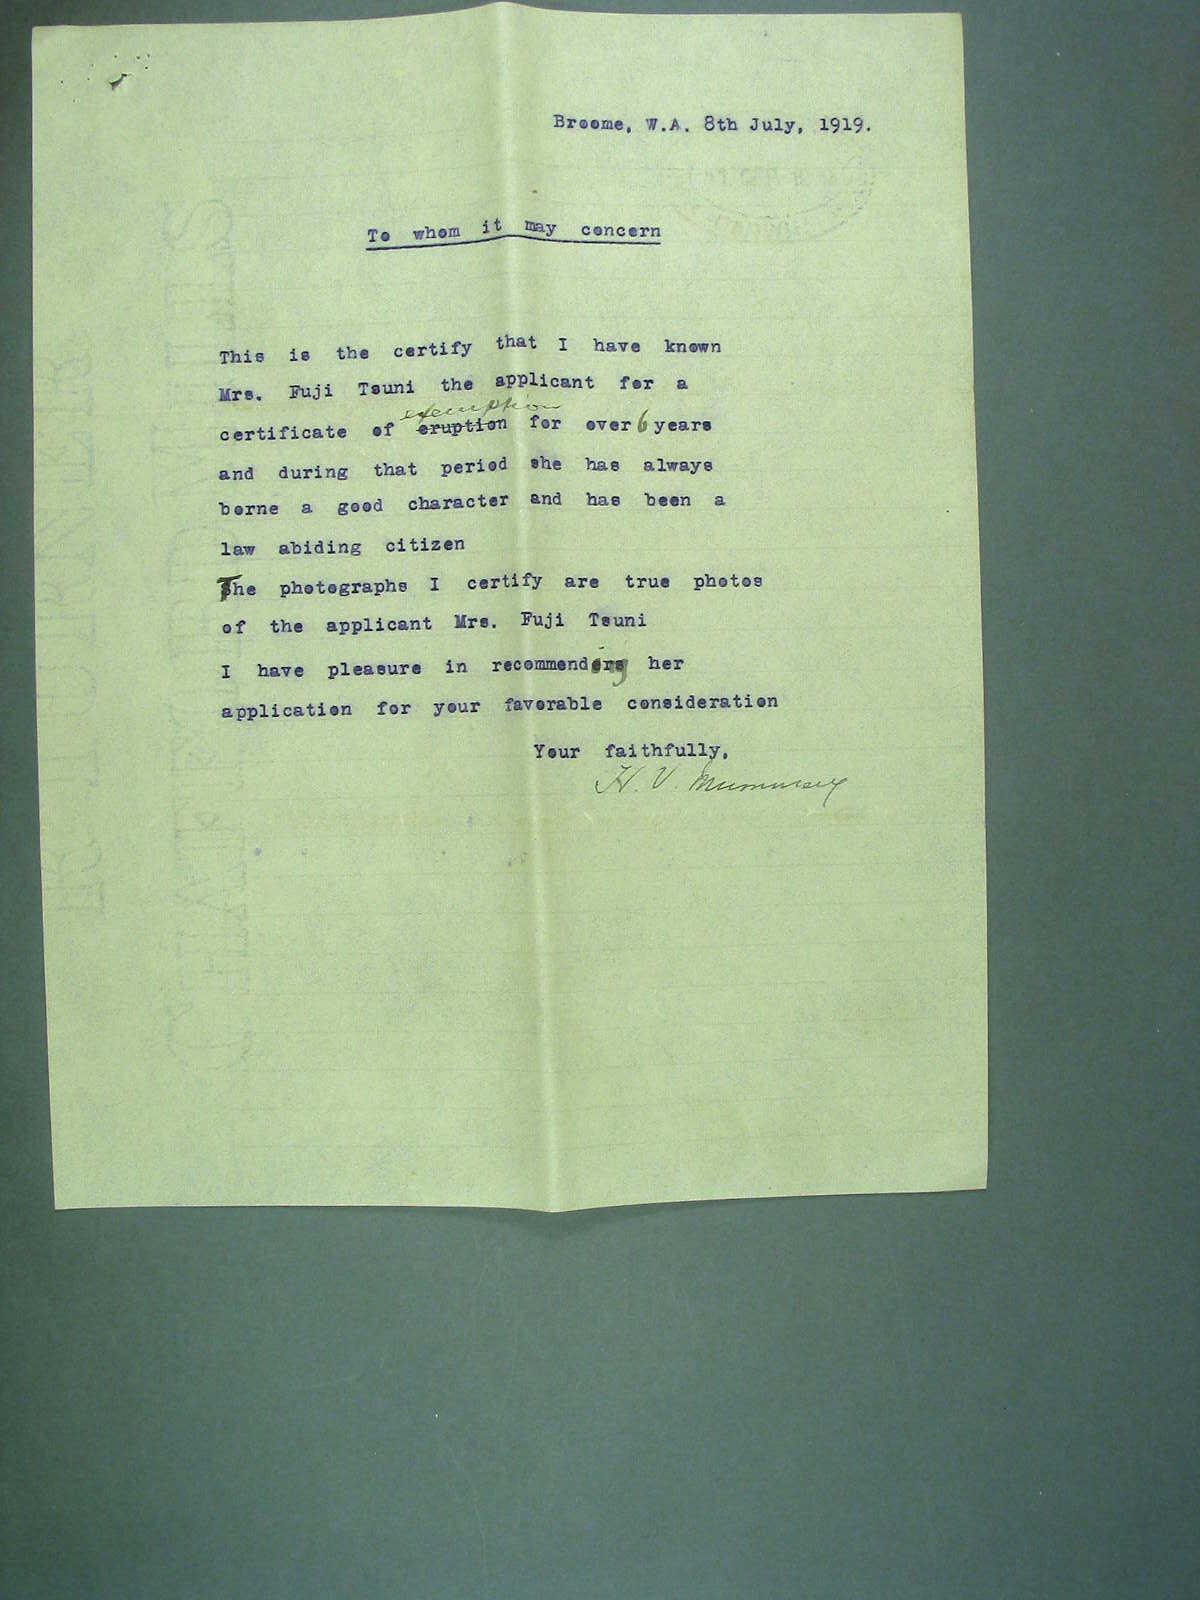 Broome, W.A. 8th July, 1919.
To whom it may concern
This is the certify that I have known
Mrs. Fuji Tsuni the applicant for a
exemption
certificate of eruption for over 6 years
and during that period she has always
borne a good character and has been a
law abiding citizen
The photographs I certify are true photos
of the applicant Mrs. Fuji Tsuni
I have pleasure in recommending her
application for your favorable consideration
Your faithfully,
H. V.